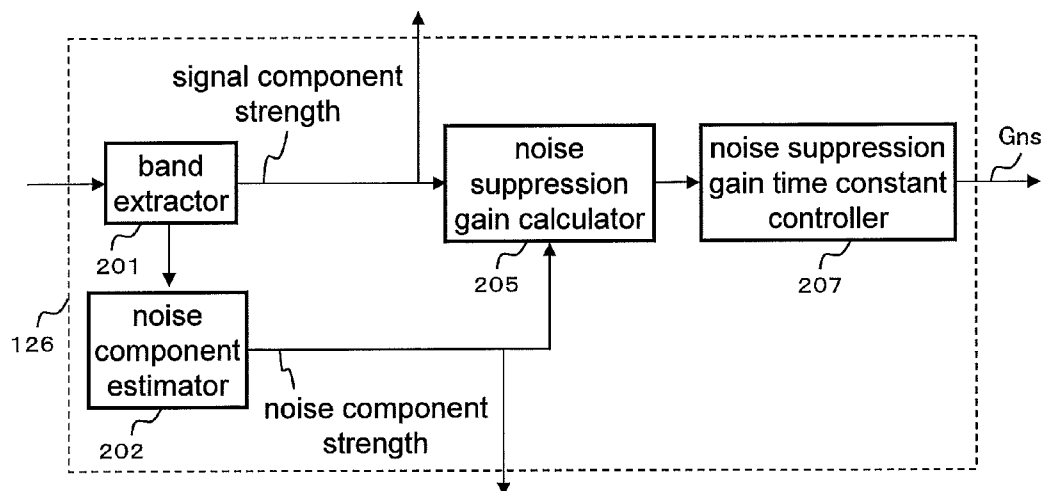 signal component
strength
band
extractor
201
noise
suppression
gain calculator
205
noise suppression
gain time constant
controller
207
Gns
126
noise
component
estimator
202
noise component
strength